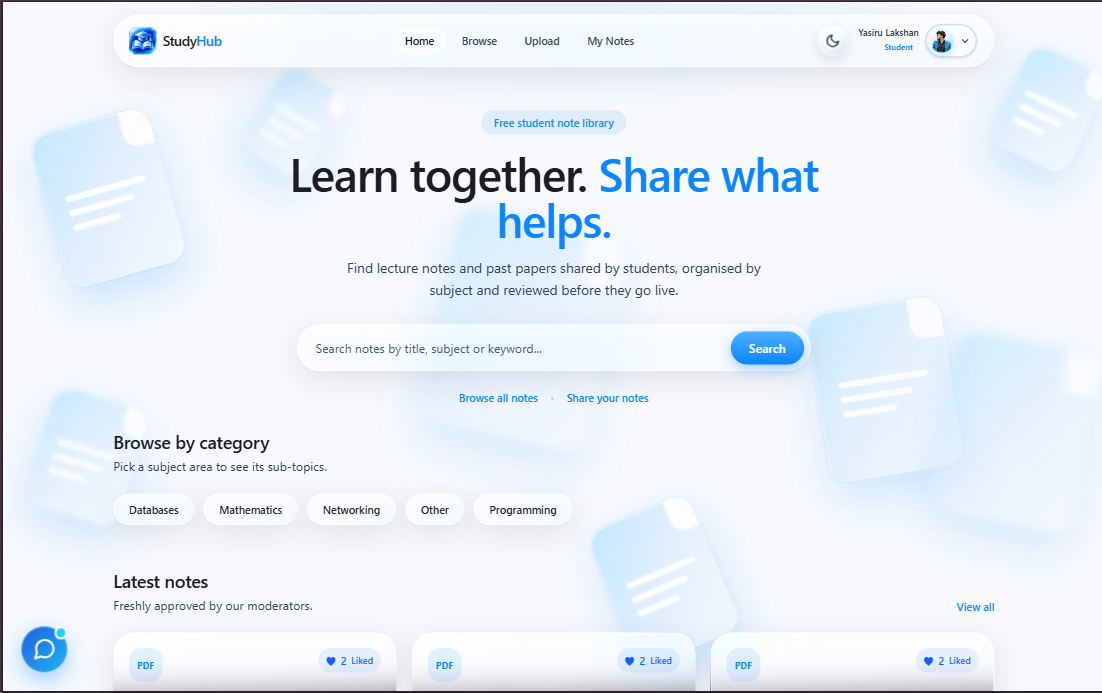 StudyHub
Home Browse Upload My Notes
Yasiru Lakshan
Student
Free student note library
Learn together. Share what
helps.
Find lecture notes and past papers shared by students, organised by
subject and reviewed before they go live.
Search notes by title, subject or keyword... Search
Browse all notes • Share your notes
Browse by category
Pick a subject area to see its sub-topics.
Databases Mathematics Networking Other Programming
Latest notes
Freshly approved by our moderators. View all
PDF 2 Liked PDF 2 Liked PDF 2 Liked